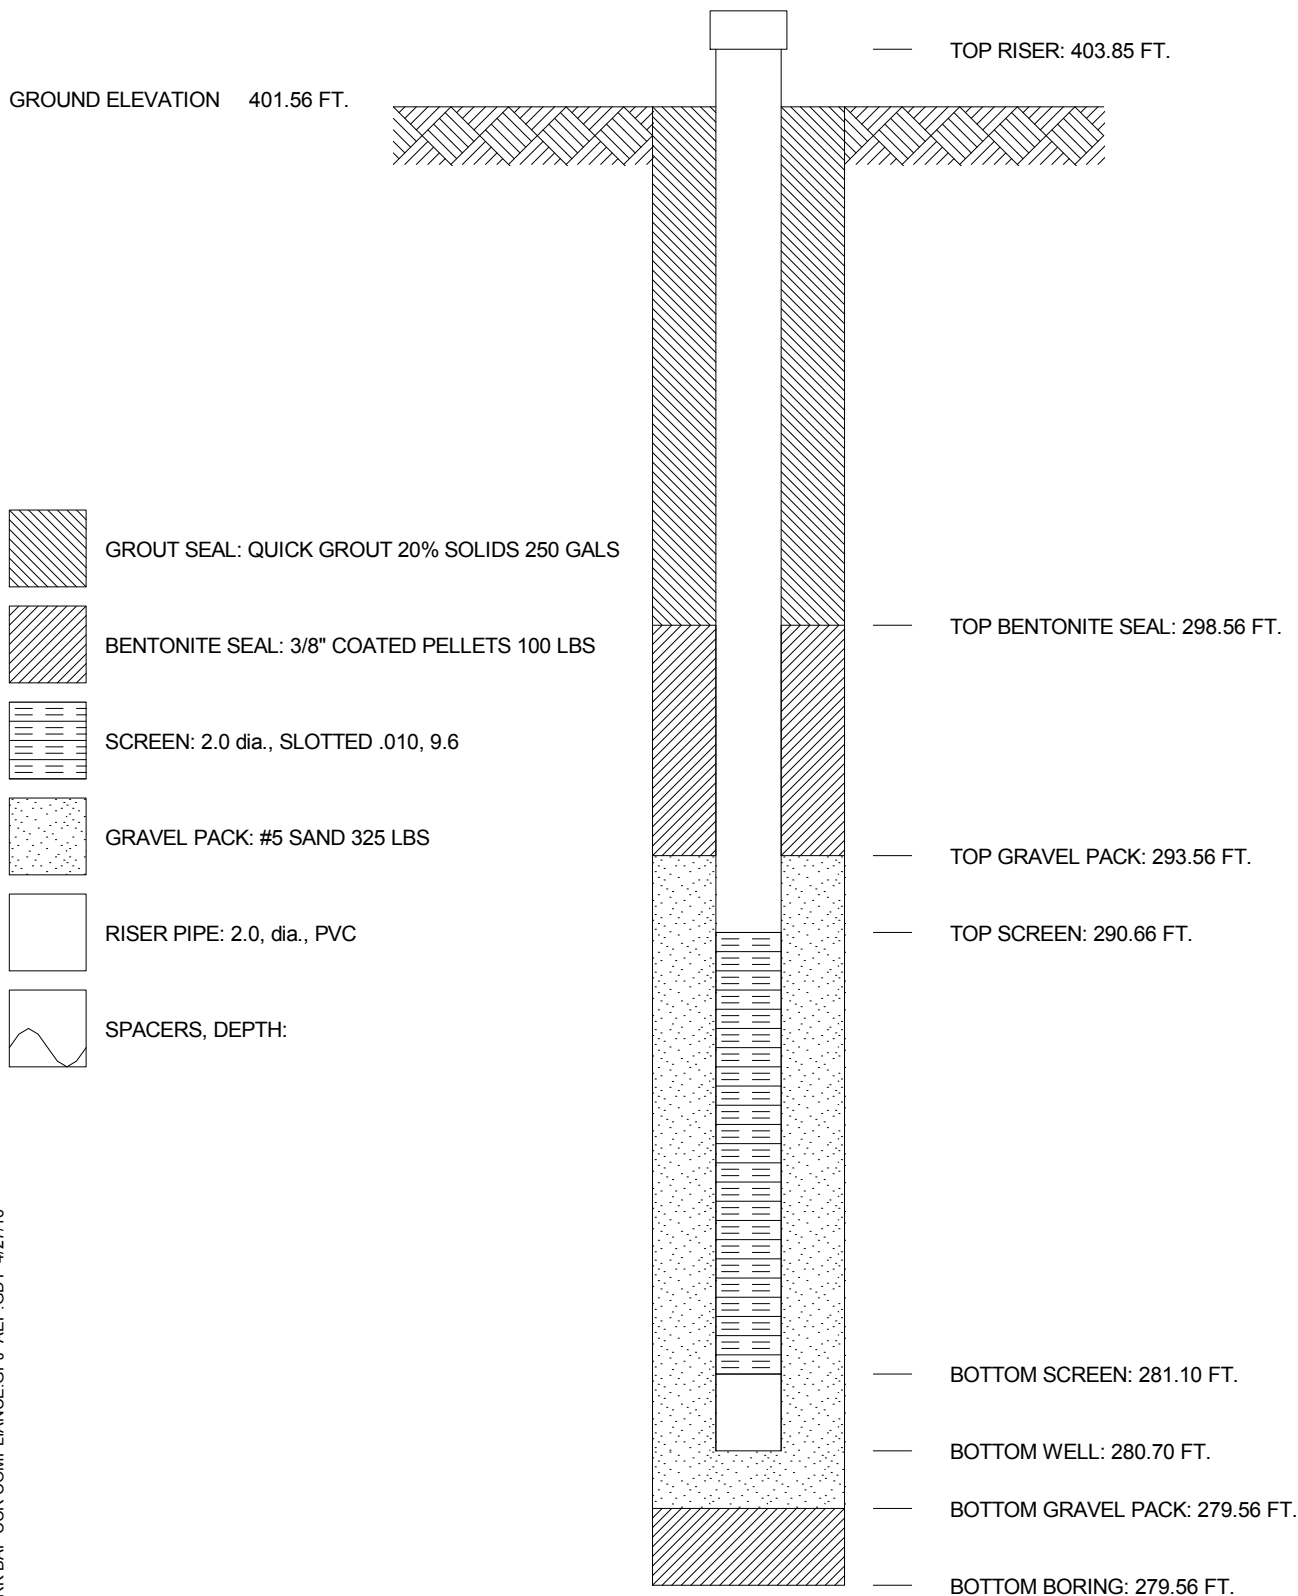 TOP RISER: 403.85 FT.
GROUND ELEVATION 401.56 FT.
GROUT SEAL: QUICK GROUT 20% SOLIDS 250 GALS
BENTONITE SEAL: 3/8" COATED PELLETS 100 LBS
SCREEN: 2.0 dia., SLOTTED .010, 9.6
GRAVEL PACK: #5 SAND 325 LBS
RISER PIPE: 2.0, dia., PVC
SPACERS, DEPTH:
TOP BENTONITE SEAL: 298.56 FT.
TOP GRAVEL PACK: 293.56 FT.
TOP SCREEN: 290.66 FT.
BOTTOM SCREEN: 281.10 FT.
BOTTOM WELL: 280.70 FT.
BOTTOM GRAVEL PACK: 279.56 FT.
BOTTOM BORING: 279.56 FT.